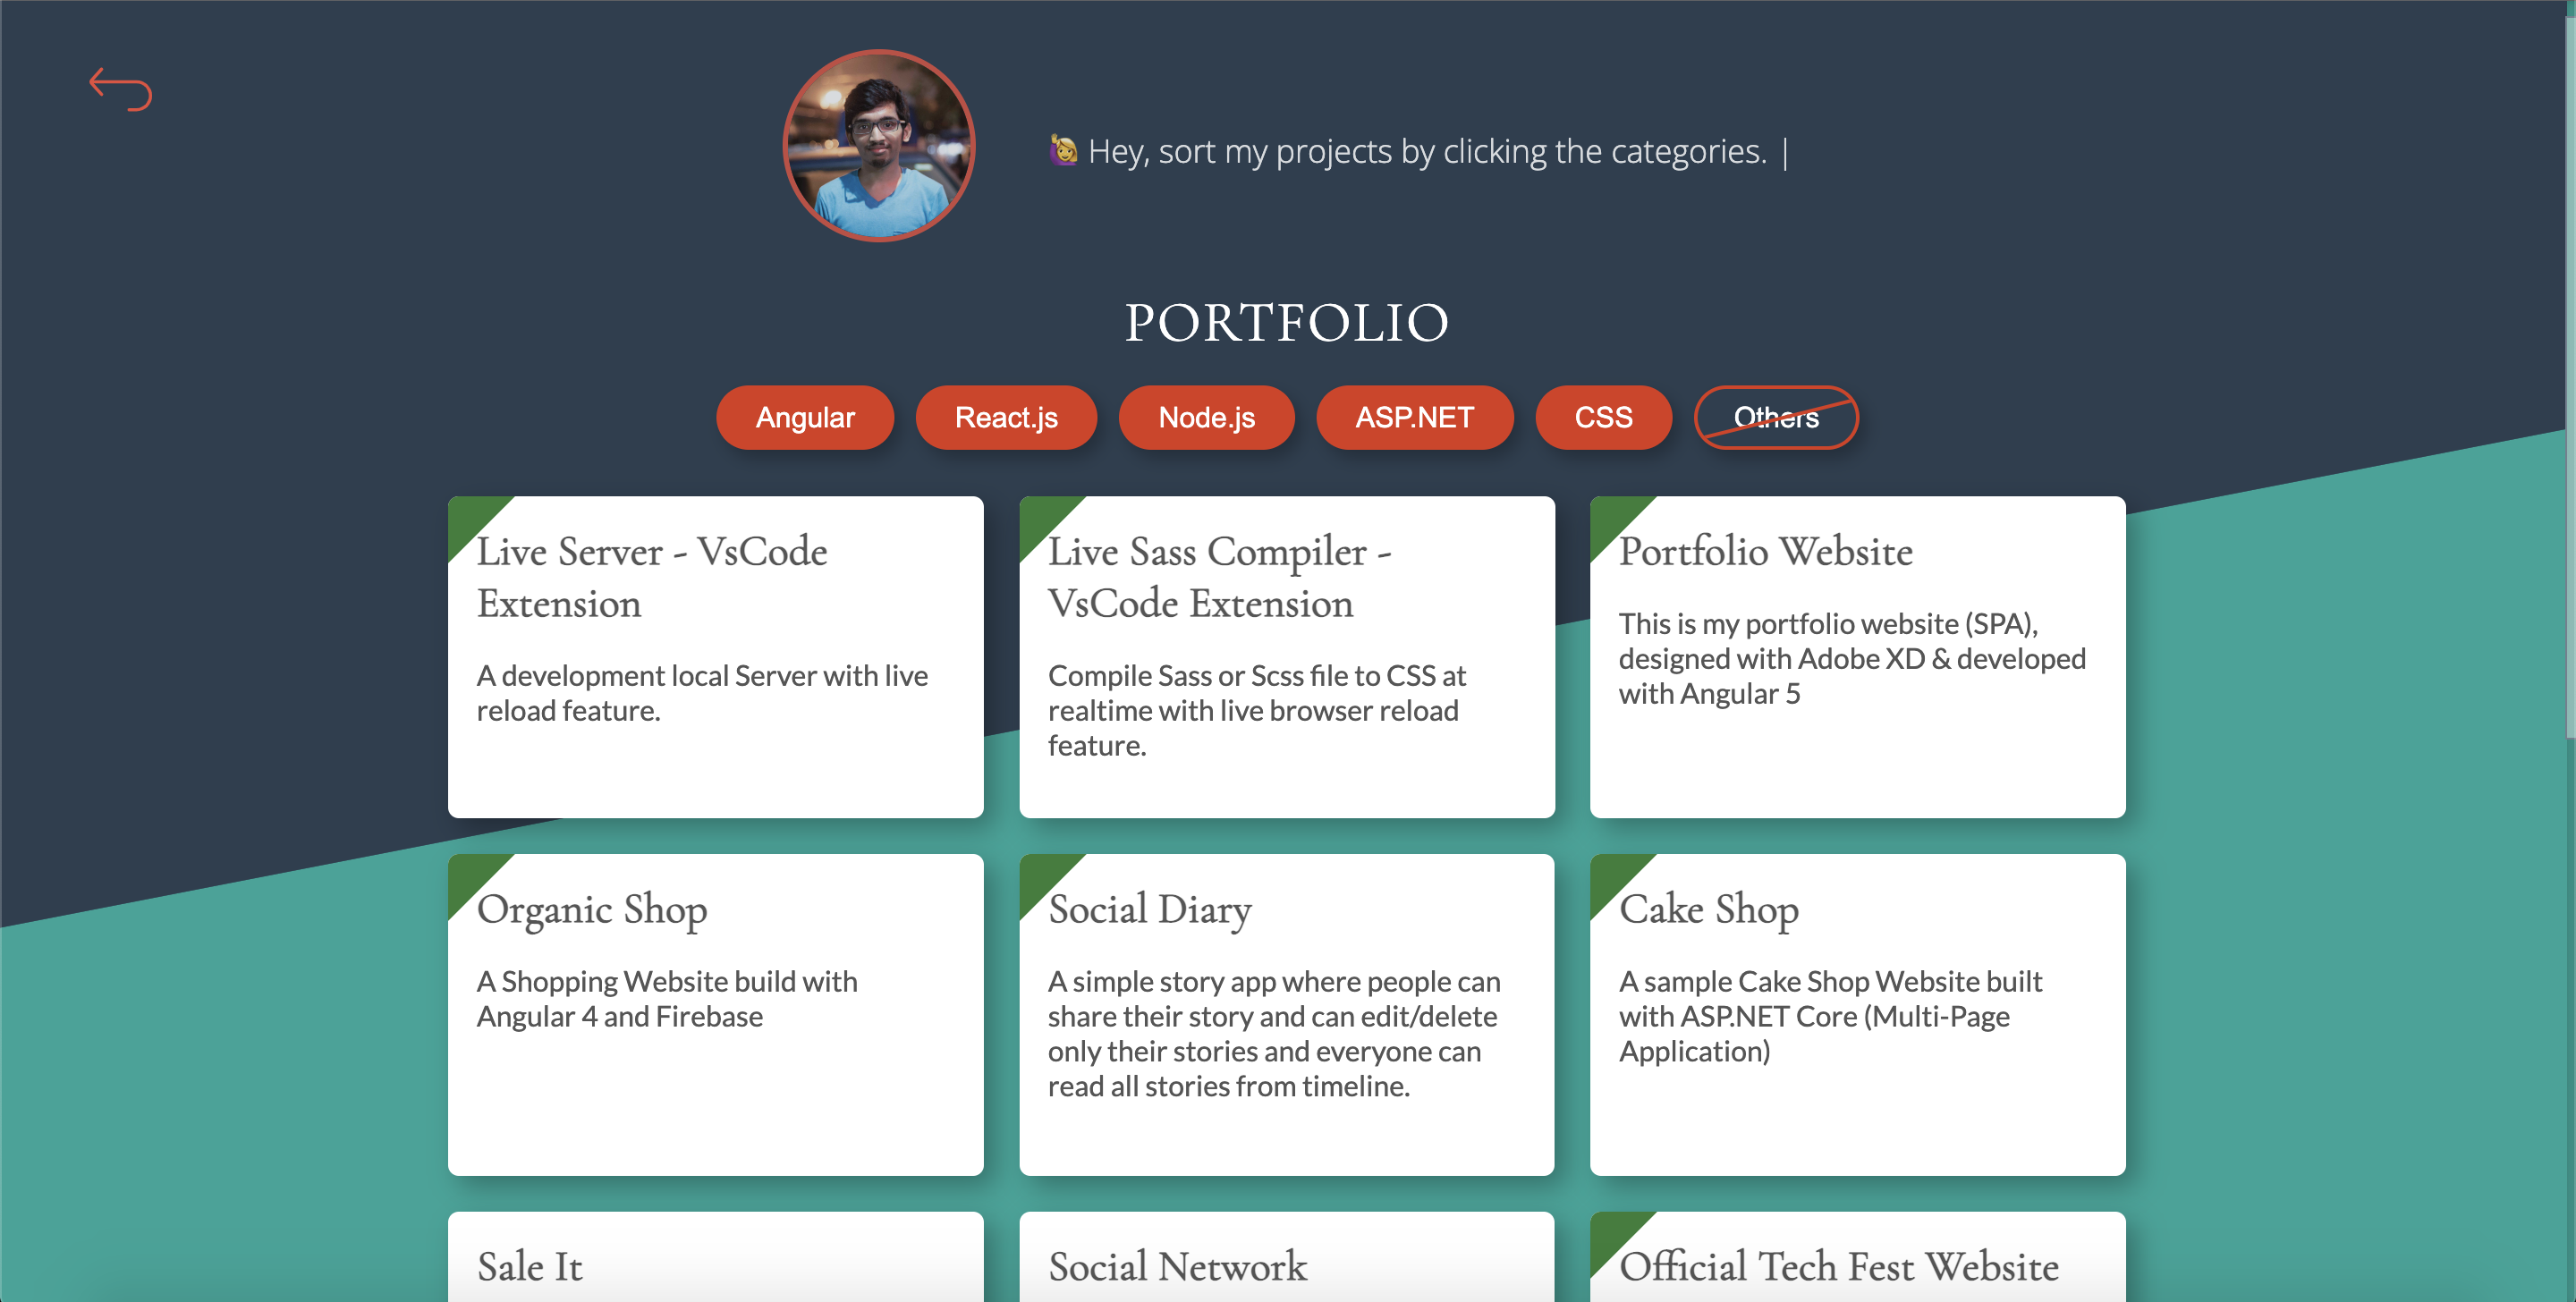 🙋 Hey, sort my projects by clicking the categories. |
PORTFOLIO
Angular React.js Node.js ASP.NET CSS Others
Live Server - VsCode
Extension
A development local Server with live
reload feature.
Live Sass Compiler -
VsCode Extension
Compile Sass or Scss file to CSS at
realtime with live browser reload
feature.
Portfolio Website
This is my portfolio website (SPA),
designed with Adobe XD & developed
with Angular 5
Organic Shop
A Shopping Website build with
Angular 4 and Firebase
Social Diary
A simple story app where people can
share their story and can edit/delete
only their stories and everyone can
read all stories from timeline.
Cake Shop
A sample Cake Shop Website built
with ASP.NET Core (Multi-Page
Application)
Sale It
Social Network
Official Tech Fest Website